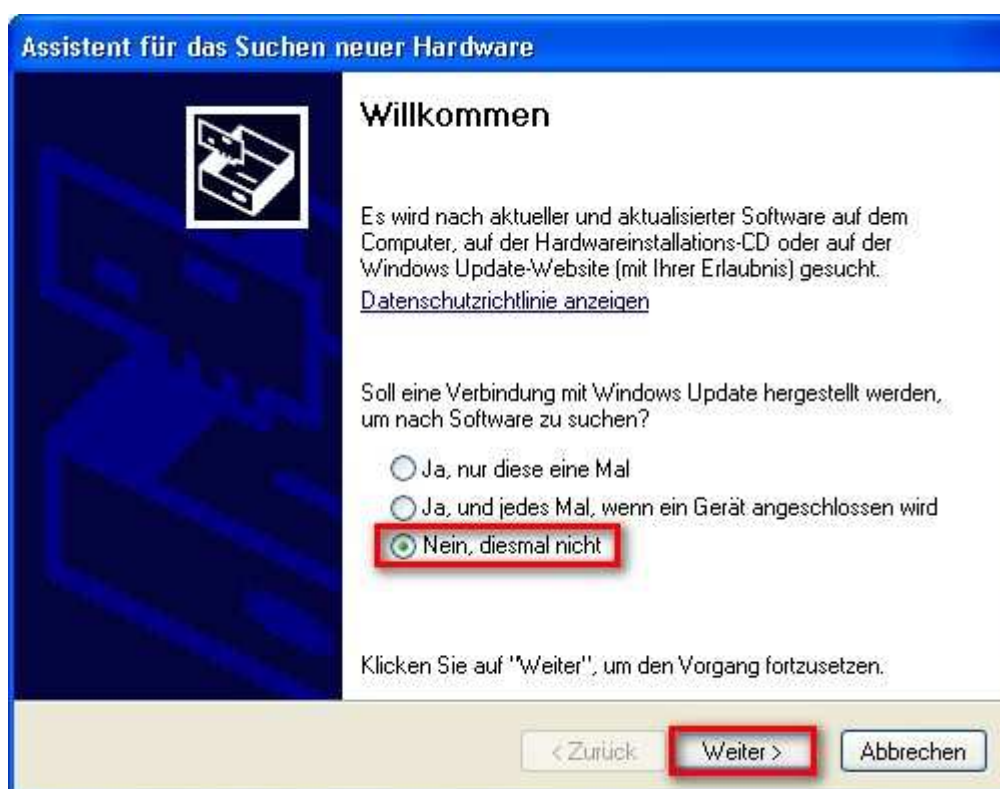 Assistent für das Suchen neuer Hardware
Willkommen
Es wird nach aktueller und aktualisierter Software auf dem
Computer, auf der Hardwareinstallations-CD oder auf der
Windows Update-Website (mit Ihrer Erlaubnis) gesucht.
Datenschutzrichtlinie anzeigen
Soll eine Verbindung mit Windows Update hergestellt werden,
um nach Software zu suchen?
Ja, nur diese eine Mal
Ja, und jedes Mal, wenn ein Gerät angeschlossen wird
Nein, diesmal nicht
Klicken Sie auf "Weiter", um den Vorgang fortzusetzen.
< Zurück Weiter > Abbrechen